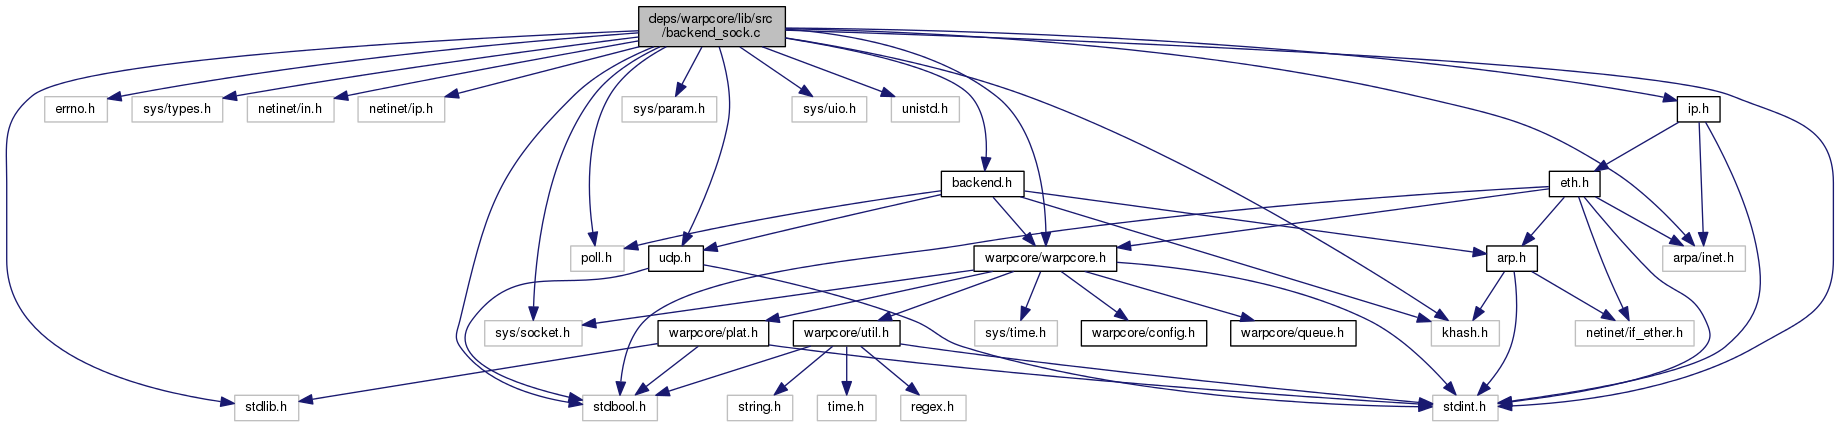 deps/warpcore/lib/src
/backend_sock.c
errno.h
sys/types.h
netinet/in.h
netinet/ip.h
sys/param.h
sys/uio.h
unistd.h
ip.h
backend.h
eth.h
poll.h
udp.h
warpcore/warpcore.h
arp.h
arpa/inet.h
sys/socket.h
warpcore/plat.h
warpcore/util.h
sys/time.h
warpcore/config.h
warpcore/queue.h
khash.h
netinet/if_ether.h
stdlib.h
stdbool.h
string.h
time.h
regex.h
stdint.h